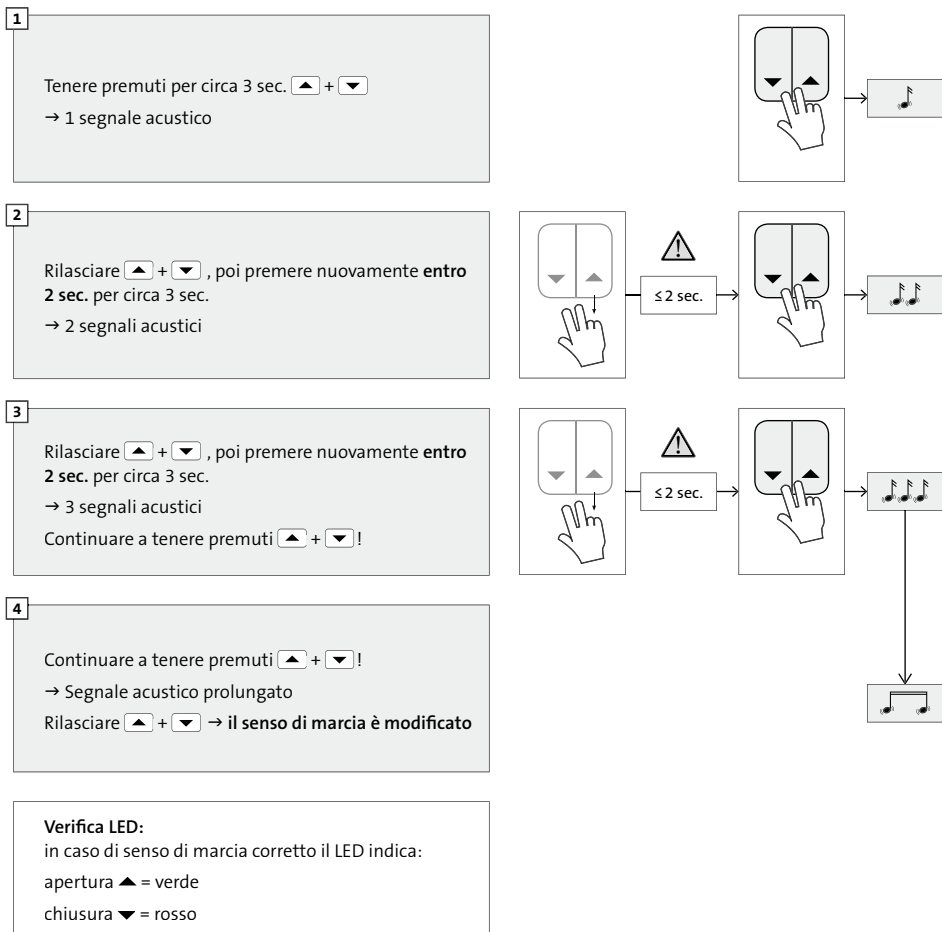 1
Tenere premuti per circa 3 sec. ▲ + ▼
→ 1 segnale acustico
2
Rilasciare ▲ + ▼ , poi premere nuovamente entro
2 sec. per circa 3 sec.
→ 2 segnali acustici
≤ 2 sec.
3
Rilasciare ▲ + ▼ , poi premere nuovamente entro
2 sec. per circa 3 sec.
→ 3 segnali acustici
Continuare a tenere premuti ▲ + ▼ !
≤ 2 sec.
4
Continuare a tenere premuti ▲ + ▼ !
→ Segnale acustico prolungato
Rilasciare ▲ + ▼ → il senso di marcia è modificato
Verifica LED:
in caso di senso di marcia corretto il LED indica:
apertura ▲ = verde
chiusura ▼ = rosso